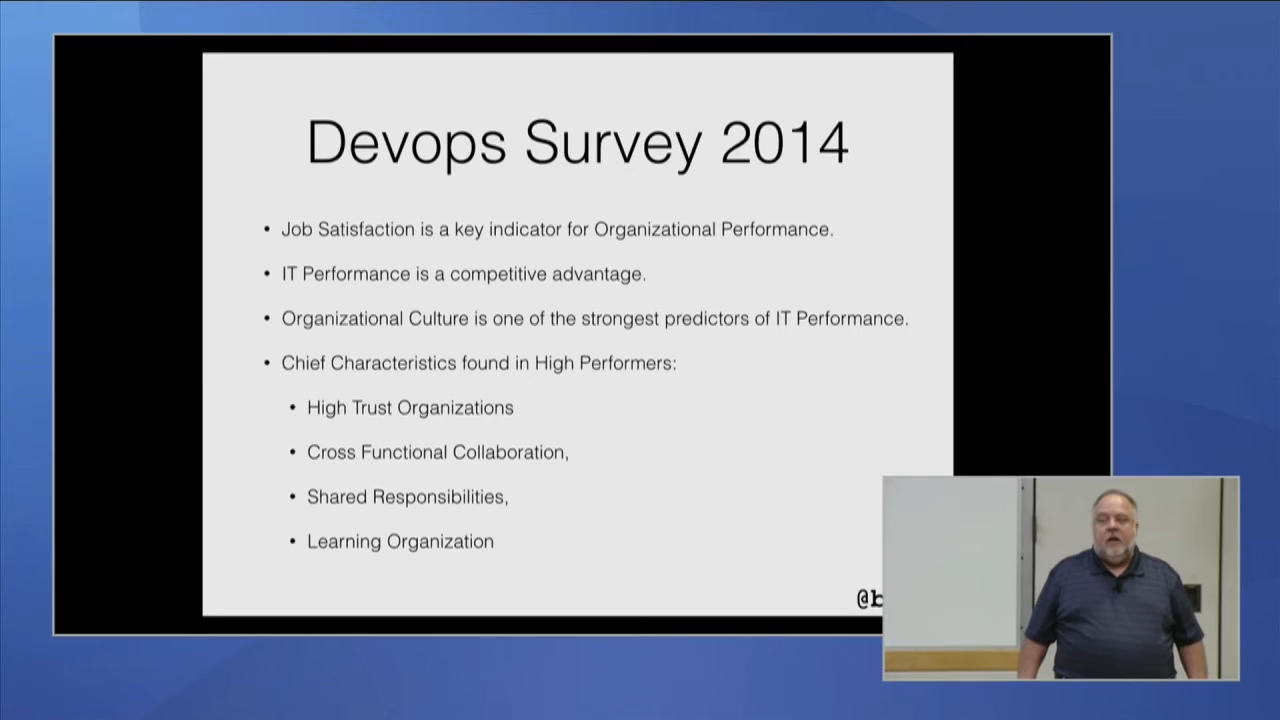 Devops Survey 2014
• Job Satisfaction is a key indicator for Organizational Performance.
• IT Performance is a competitive advantage.
• Organizational Culture is one of the strongest predictors of IT Performance.
• Chief Characteristics found in High Performers:
• High Trust Organizations
• Cross Functional Collaboration,
• Shared Responsibilities,
• Learning Organization